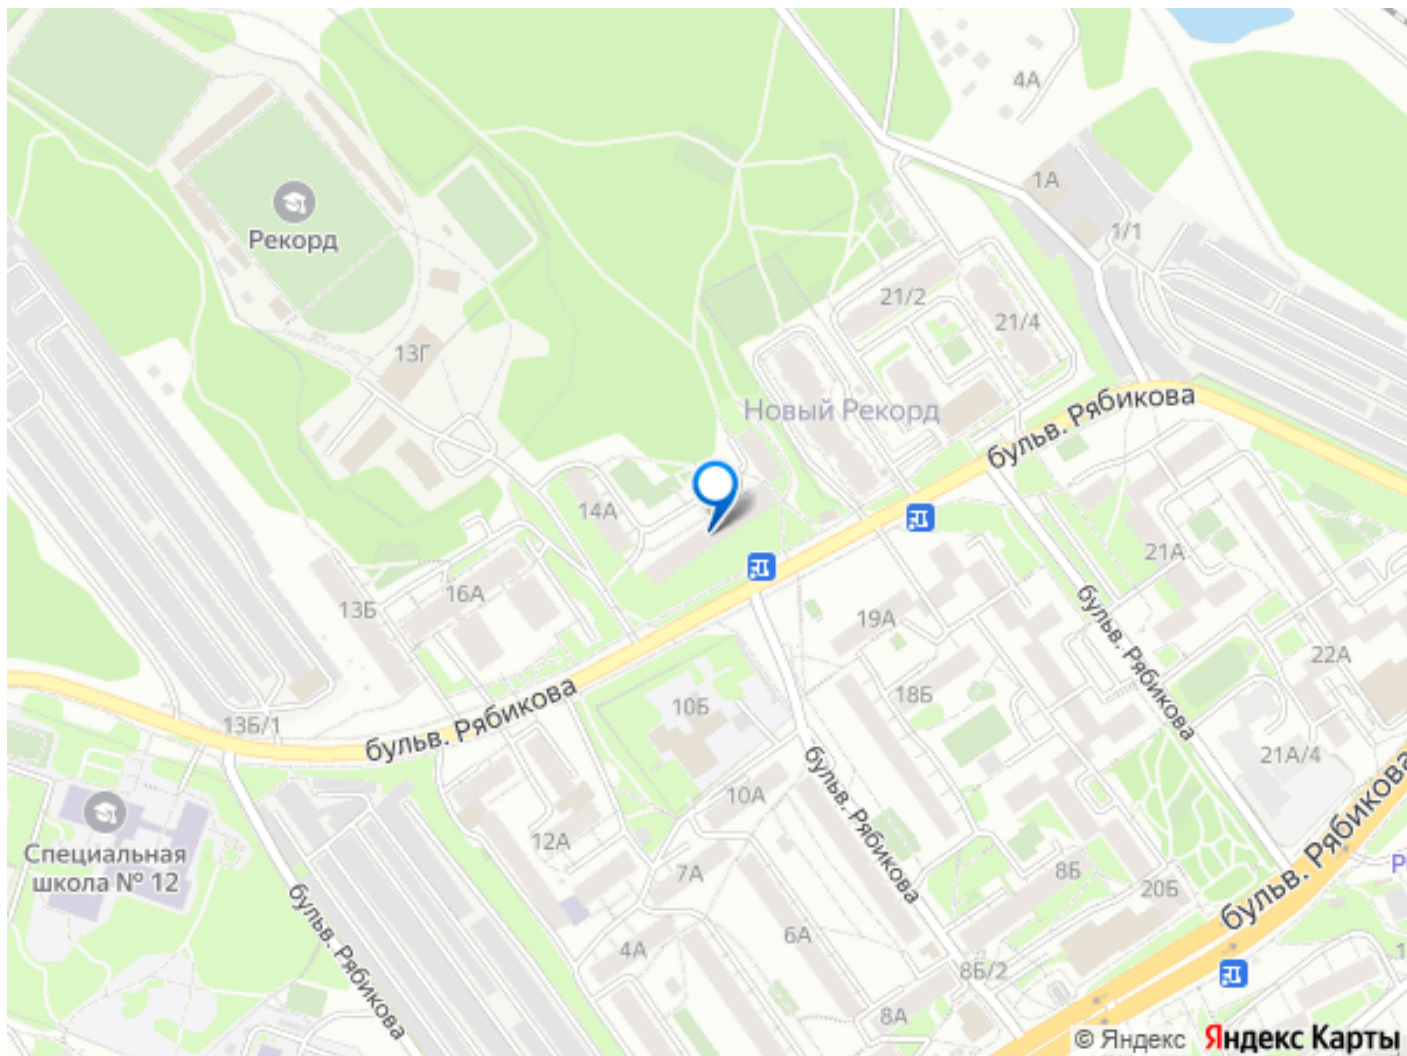 4А
1А
1/1
Рекорд
21/2
21/4
13Г
Новый Рекорд
бульв. Рябикова
14А
21А
16А
13Б
19А
бульв. Рябикова
22А
18Б
10Б
13Б/1
бульв. Рябикова
21А/4
бульв. Рябикова
10А
12А
Специальная
школа № 12
7А
8Б
20Б
бульв. Рябикова
бульв. Рябикова
6А
4А
8Б/2
8А
© Яндекс Яндекс Карты